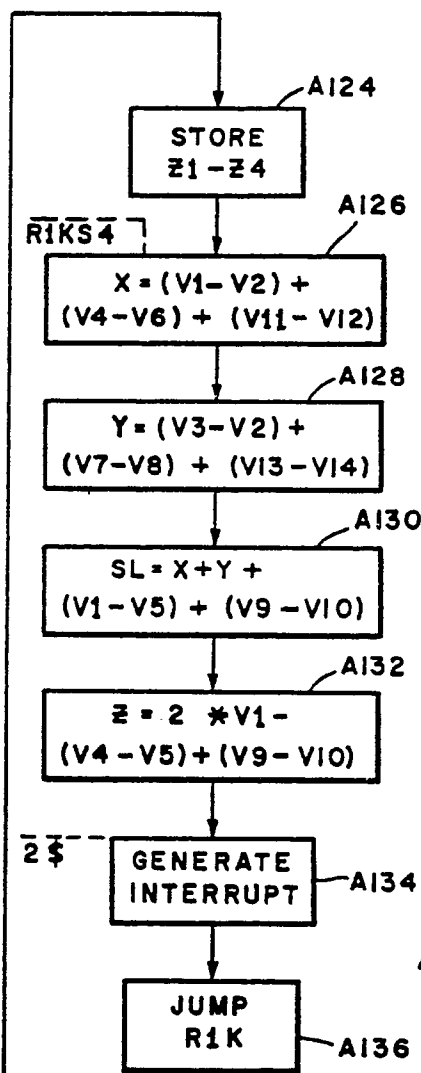 A124
STORE
Z1-Z4
A126
R1KS4
X = (V1-V2) +
(V4-V6) + (V11-V12)
A128
Y = (V3-V2) +
(V7-V8) + (V13-V14)
A130
SL = X+Y+
(V1-V5) + (V9-V10)
A132
Z = 2 *V1-
(V4-V5)+(V9-V10)
2$
GENERATE
INTERRUPT
A134
JUMP
R1K
A136